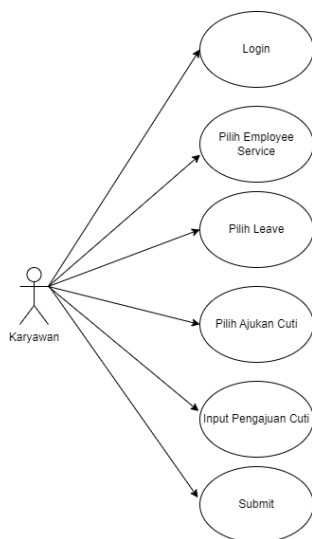 Login
Pilih Employee
Service
Pilih Leave
Karyawan
Pilih Ajukan Cuti
Input Pengajuan Cuti
Submit